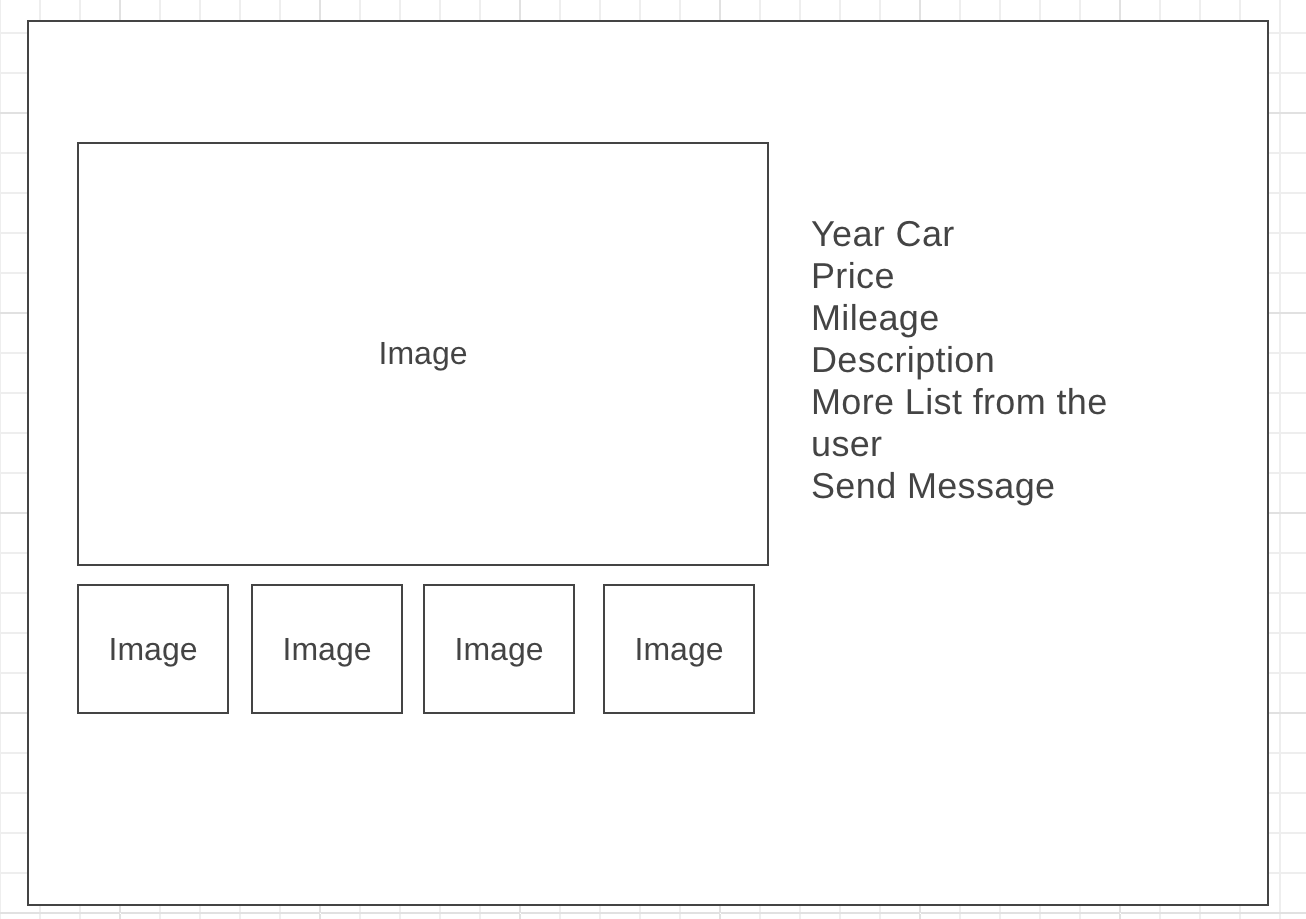 Image
Year Car
Price
Mileage
Description
More List from the
user
Send Message
Image
Image
Image
Image